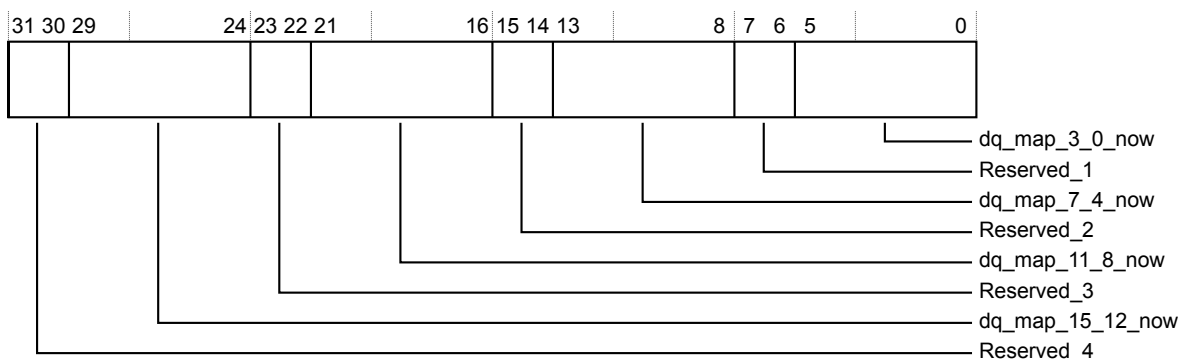 31 30 29 24 23 22 21 16 15 14 13 8 7 6 5 0
dq_map_3_0_now
Reserved_1
dq_map_7_4_now
Reserved_2
dq_map_11_8_now
Reserved_3
dq_map_15_12_now
Reserved_4